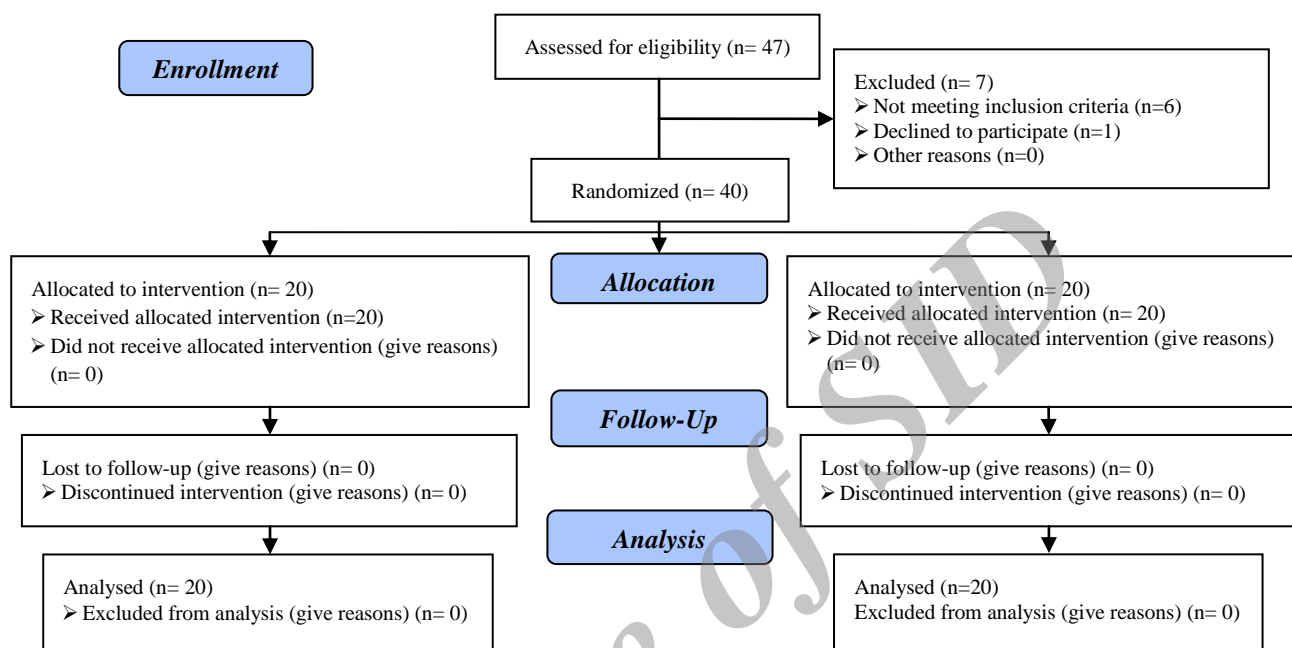 Assessed for eligibility (n= 47)
Enrollment
Excluded (n= 7)
➢ Not meeting inclusion criteria (n=6)
➢ Declined to participate (n=1)
➢ Other reasons (n=0)
Randomized (n= 40)
Allocation
Allocated to intervention (n= 20)
➢ Received allocated intervention (n=20)
➢ Did not receive allocated intervention (give reasons)
(n= 0)
Allocated to intervention (n= 20)
➢ Received allocated intervention (n= 20)
➢ Did not receive allocated intervention (give reasons)
(n= 0)
Follow-Up
Lost to follow-up (give reasons) (n= 0)
➢ Discontinued intervention (give reasons) (n= 0)
Lost to follow-up (give reasons) (n= 0)
➢ Discontinued intervention (give reasons) (n= 0)
Analysis
Analysed (n= 20)
➢ Excluded from analysis (give reasons) (n= 0)
Analysed (n=20)
Excluded from analysis (give reasons) (n= 0)
of SID